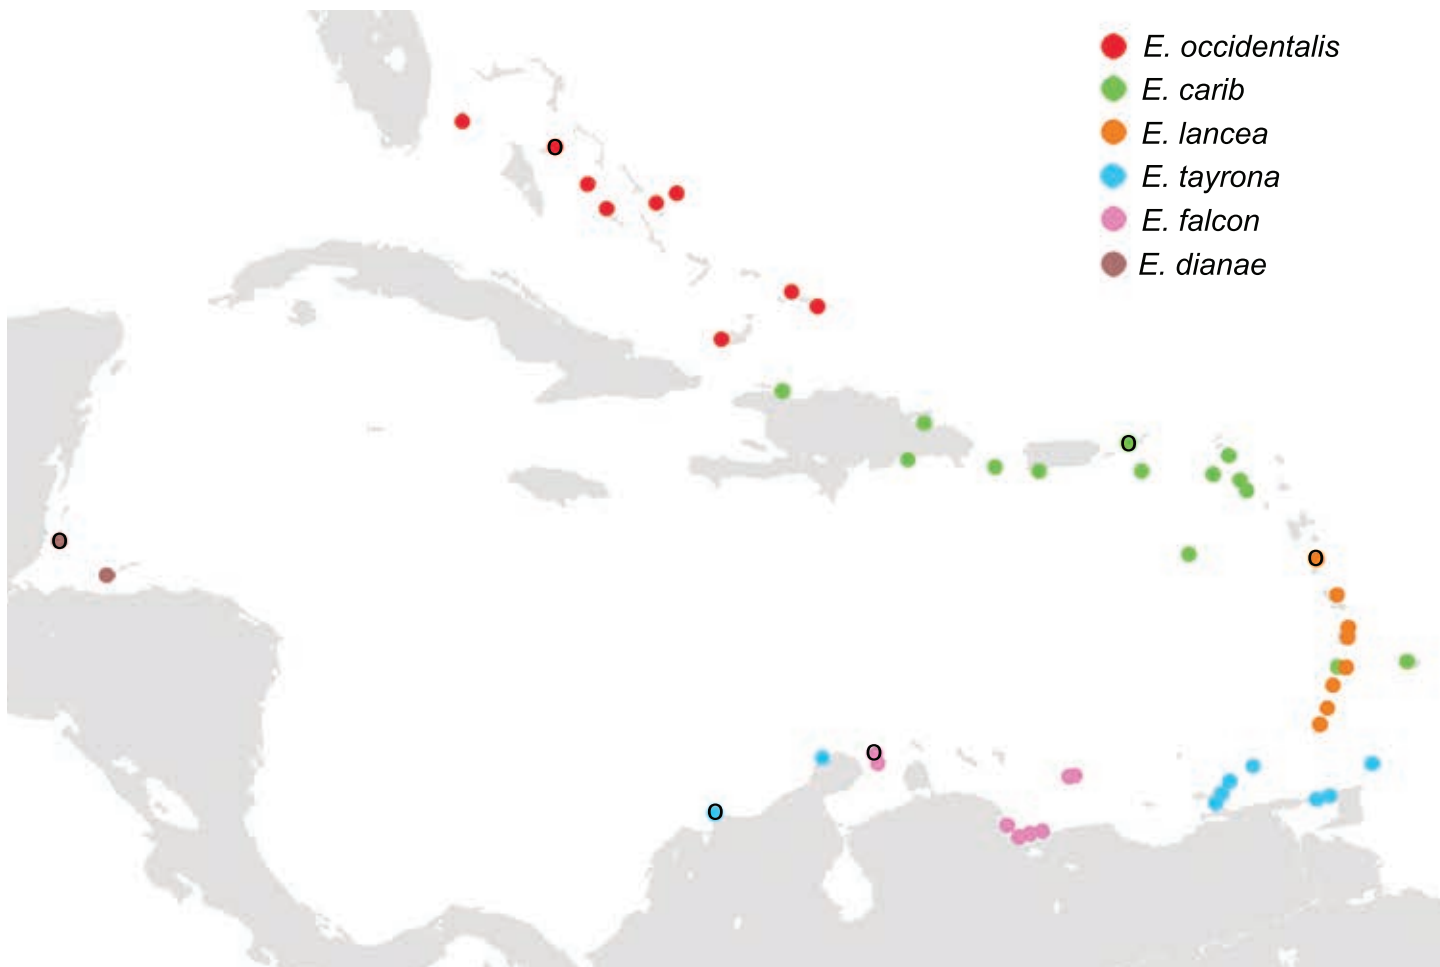 E. occidentalis
E. carib
E. lancea
E. tayrona
E. falcon
E. dianae
o
o
o
o
o
o